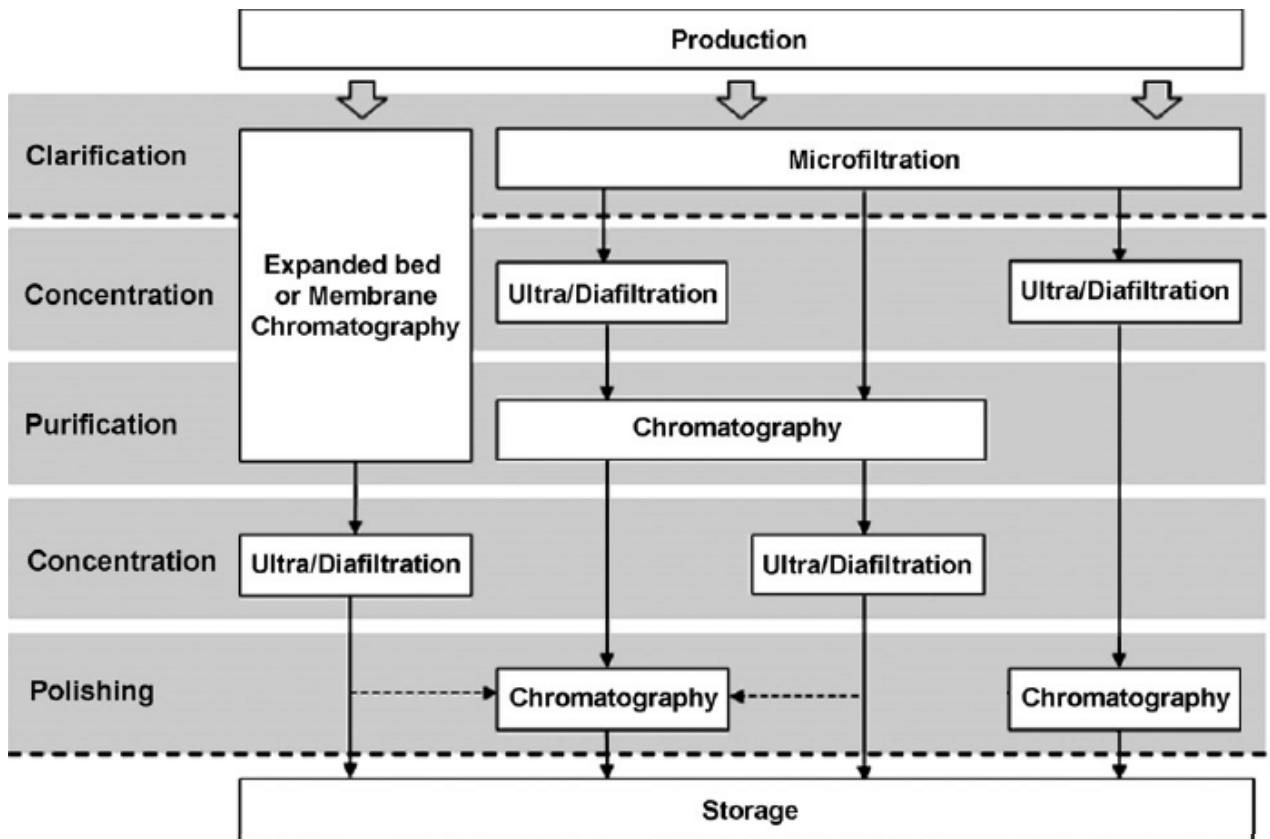 Production
Clarification
Microfiltration
Expanded bed
or Membrane
Chromatography
Concentration
Ultra/Diafiltration
Ultra/Diafiltration
Purification
Chromatography
Concentration
Ultra/Diafiltration
Ultra/Diafiltration
Polishing
Chromatography
Chromatography
Storage